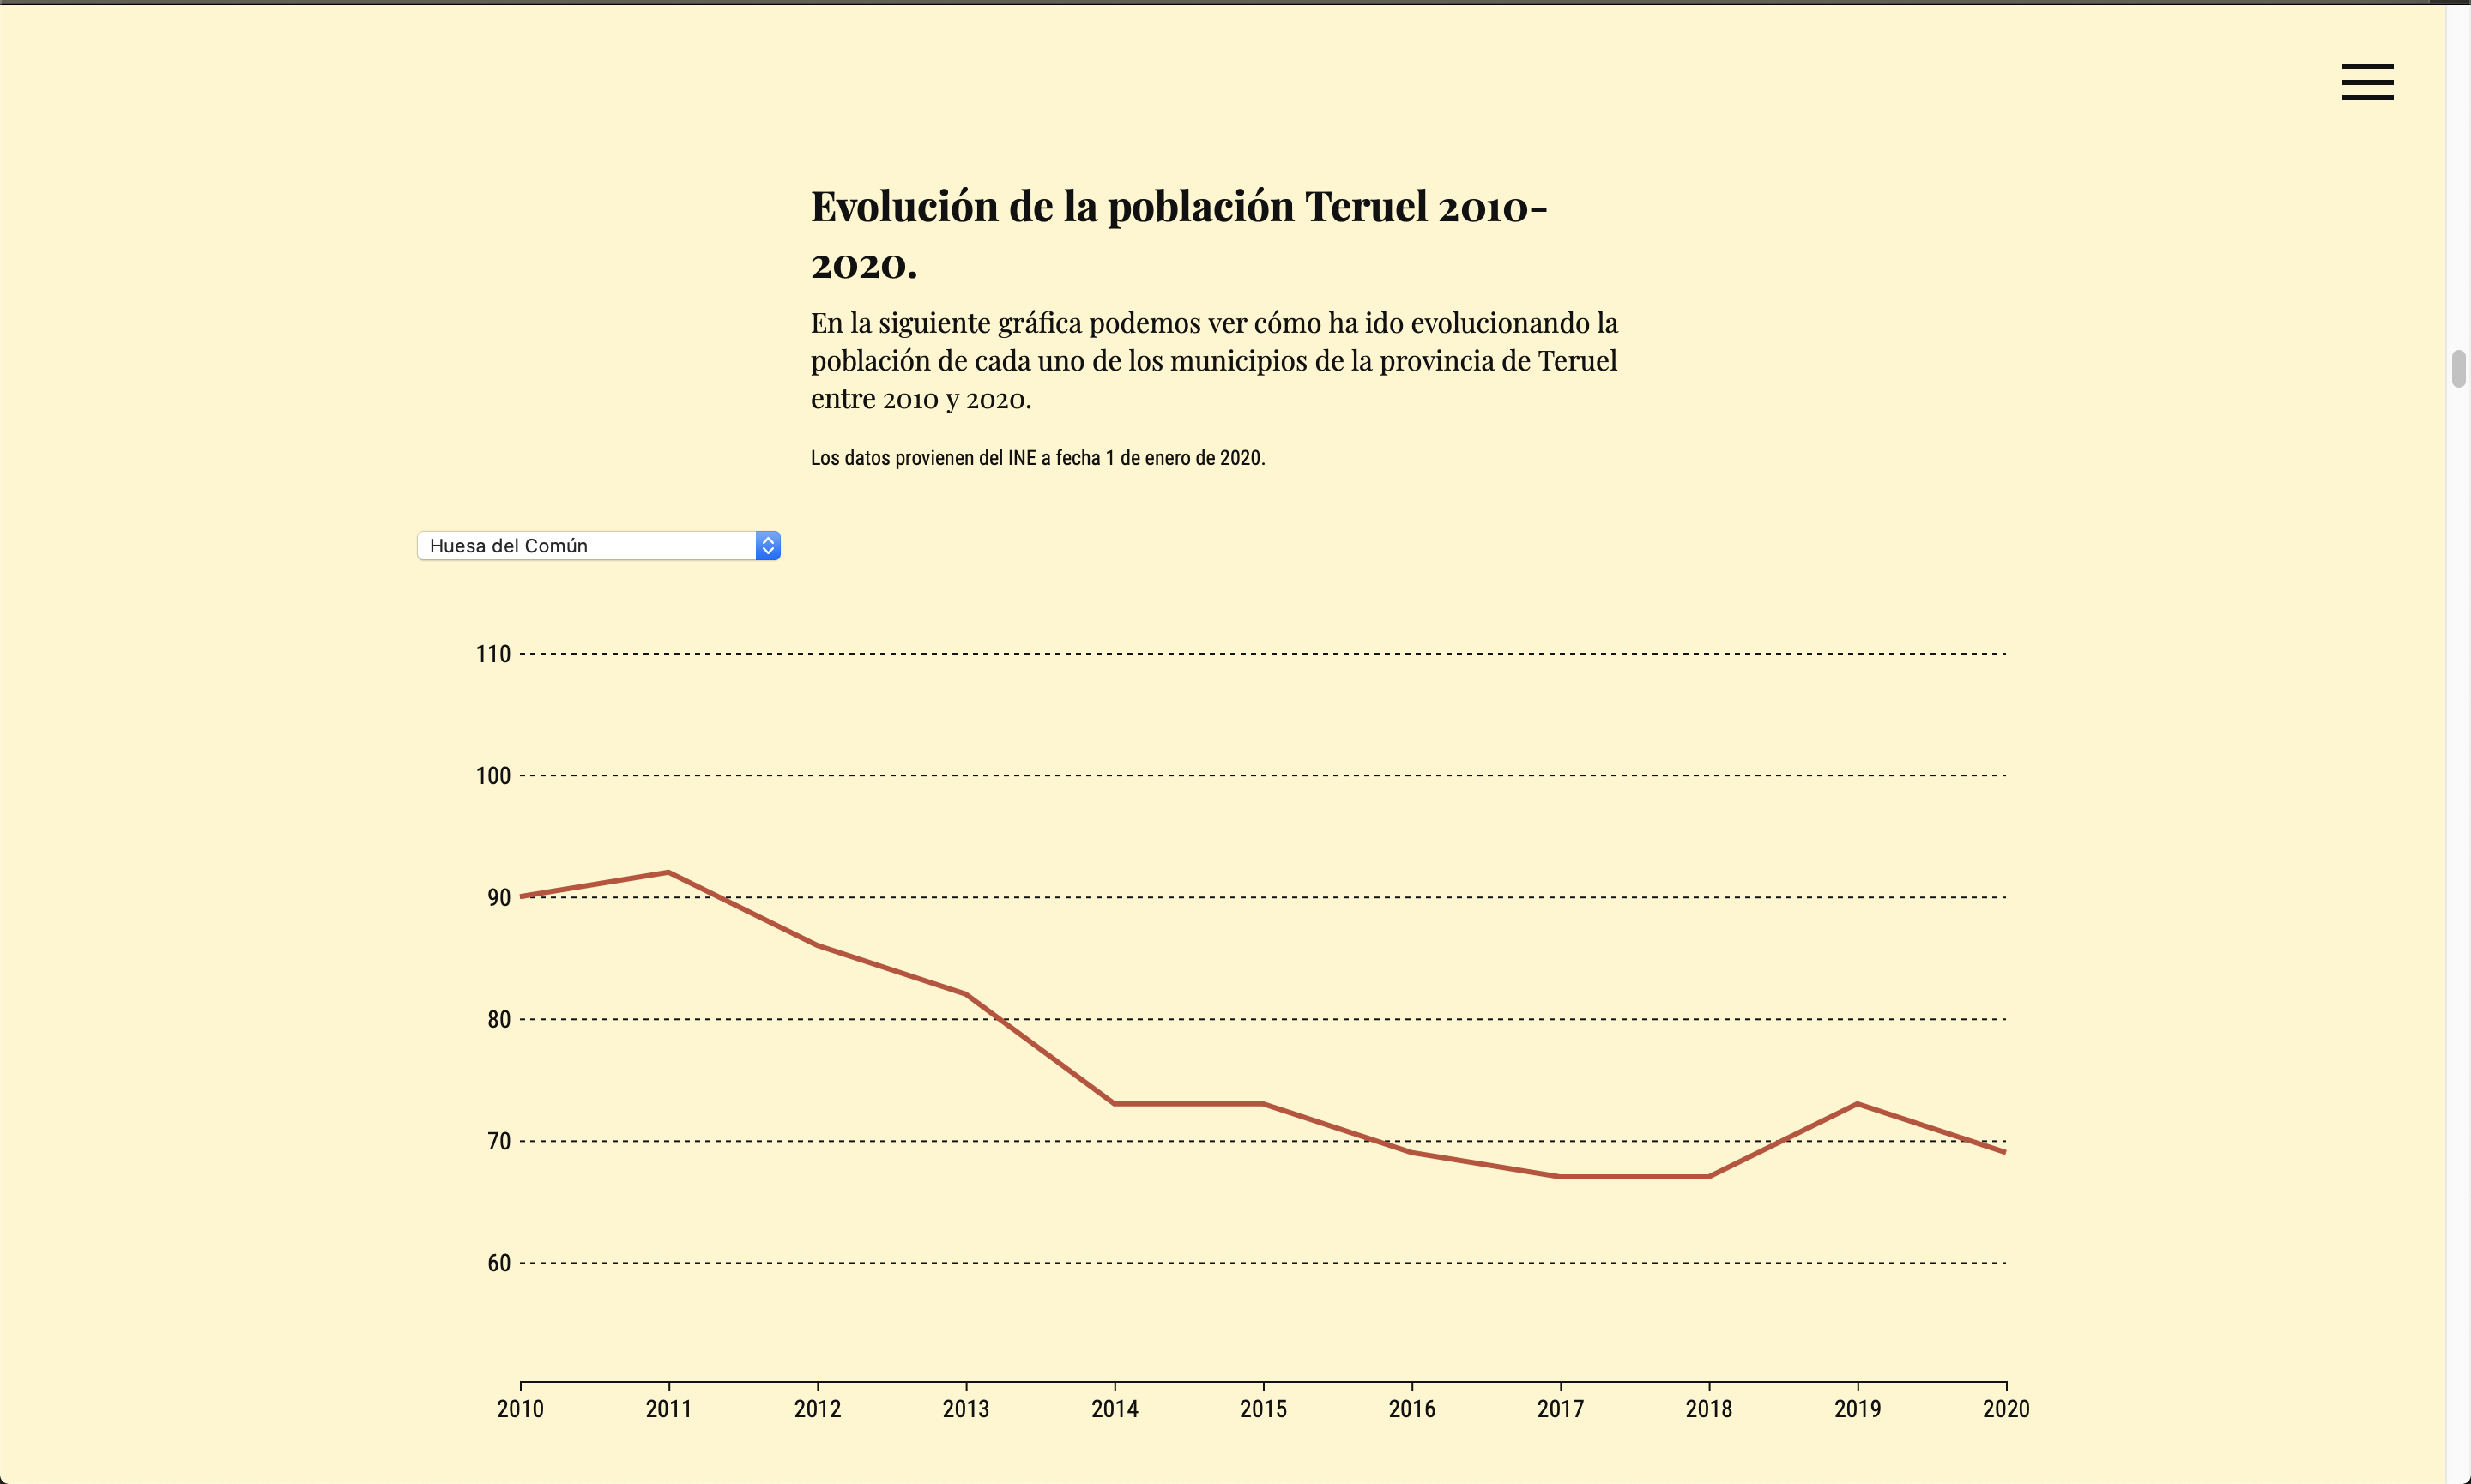 Evolución de la población Teruel 2010-
2020.
En la siguiente gráfica podemos ver cómo ha ido evolucionando la
población de cada uno de los municipios de la provincia de Teruel
entre 2010 y 2020.
Los datos provienen del INE a fecha 1 de enero de 2020.
Huesa del Común
110
100
90
80
70
60
2010 2011 2012 2013 2014 2015 2016 2017 2018 2019 2020